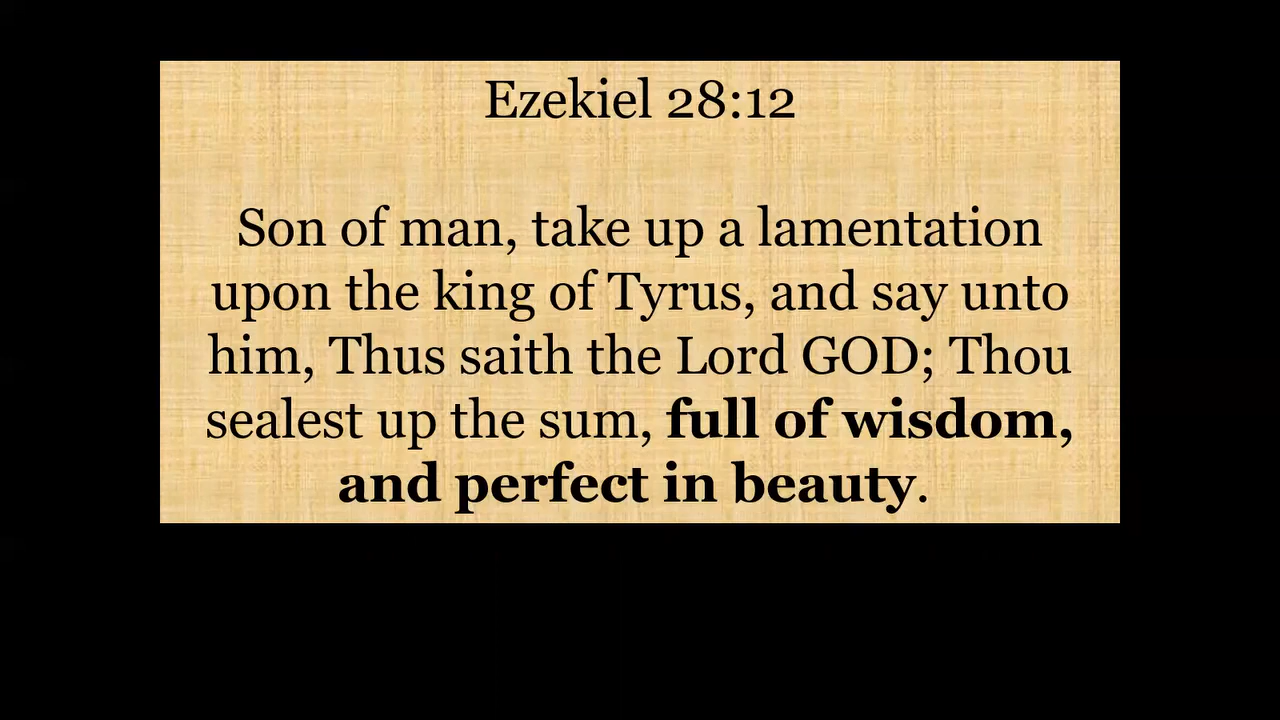 Ezekiel 28:12
Son of man, take up a lamentation
upon the king of Tyrus, and say unto
him, Thus saith the Lord GOD; Thou
sealest up the sum, full of wisdom,
and perfect in beauty.